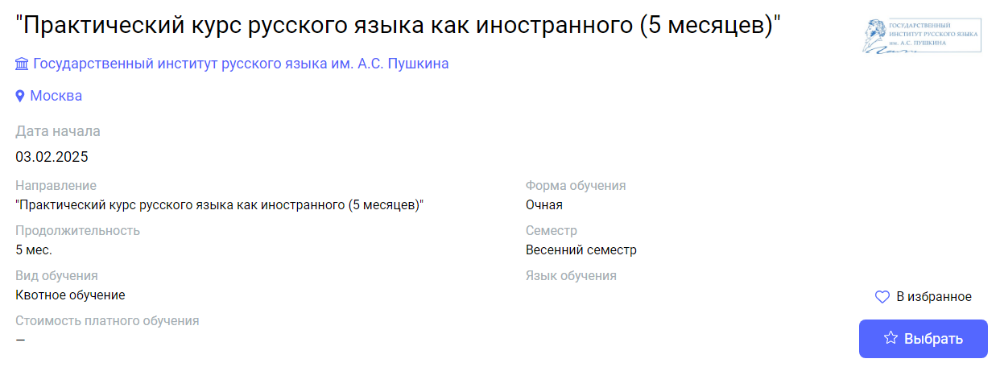 "Практический курс русского языка как иностранного (5 месяцев)"
ГОСУДАРСТВЕННЫЙ
ИНСТИТУТ РУССКОГО ЯЗЫКА
ИМ. А.С. ПУШКИНА
Государственный институт русского языка им. А.С. Пушкина
Москва
Дата начала
03.02.2025
Направление
"Практический курс русского языка как иностранного (5 месяцев)"
Форма обучения
Очная
Продолжительность
5 мес.
Семестр
Весенний семестр
Вид обучения
Квотное обучение
Язык обучения
Стоимость платного обучения
—
В избранное
Выбрать